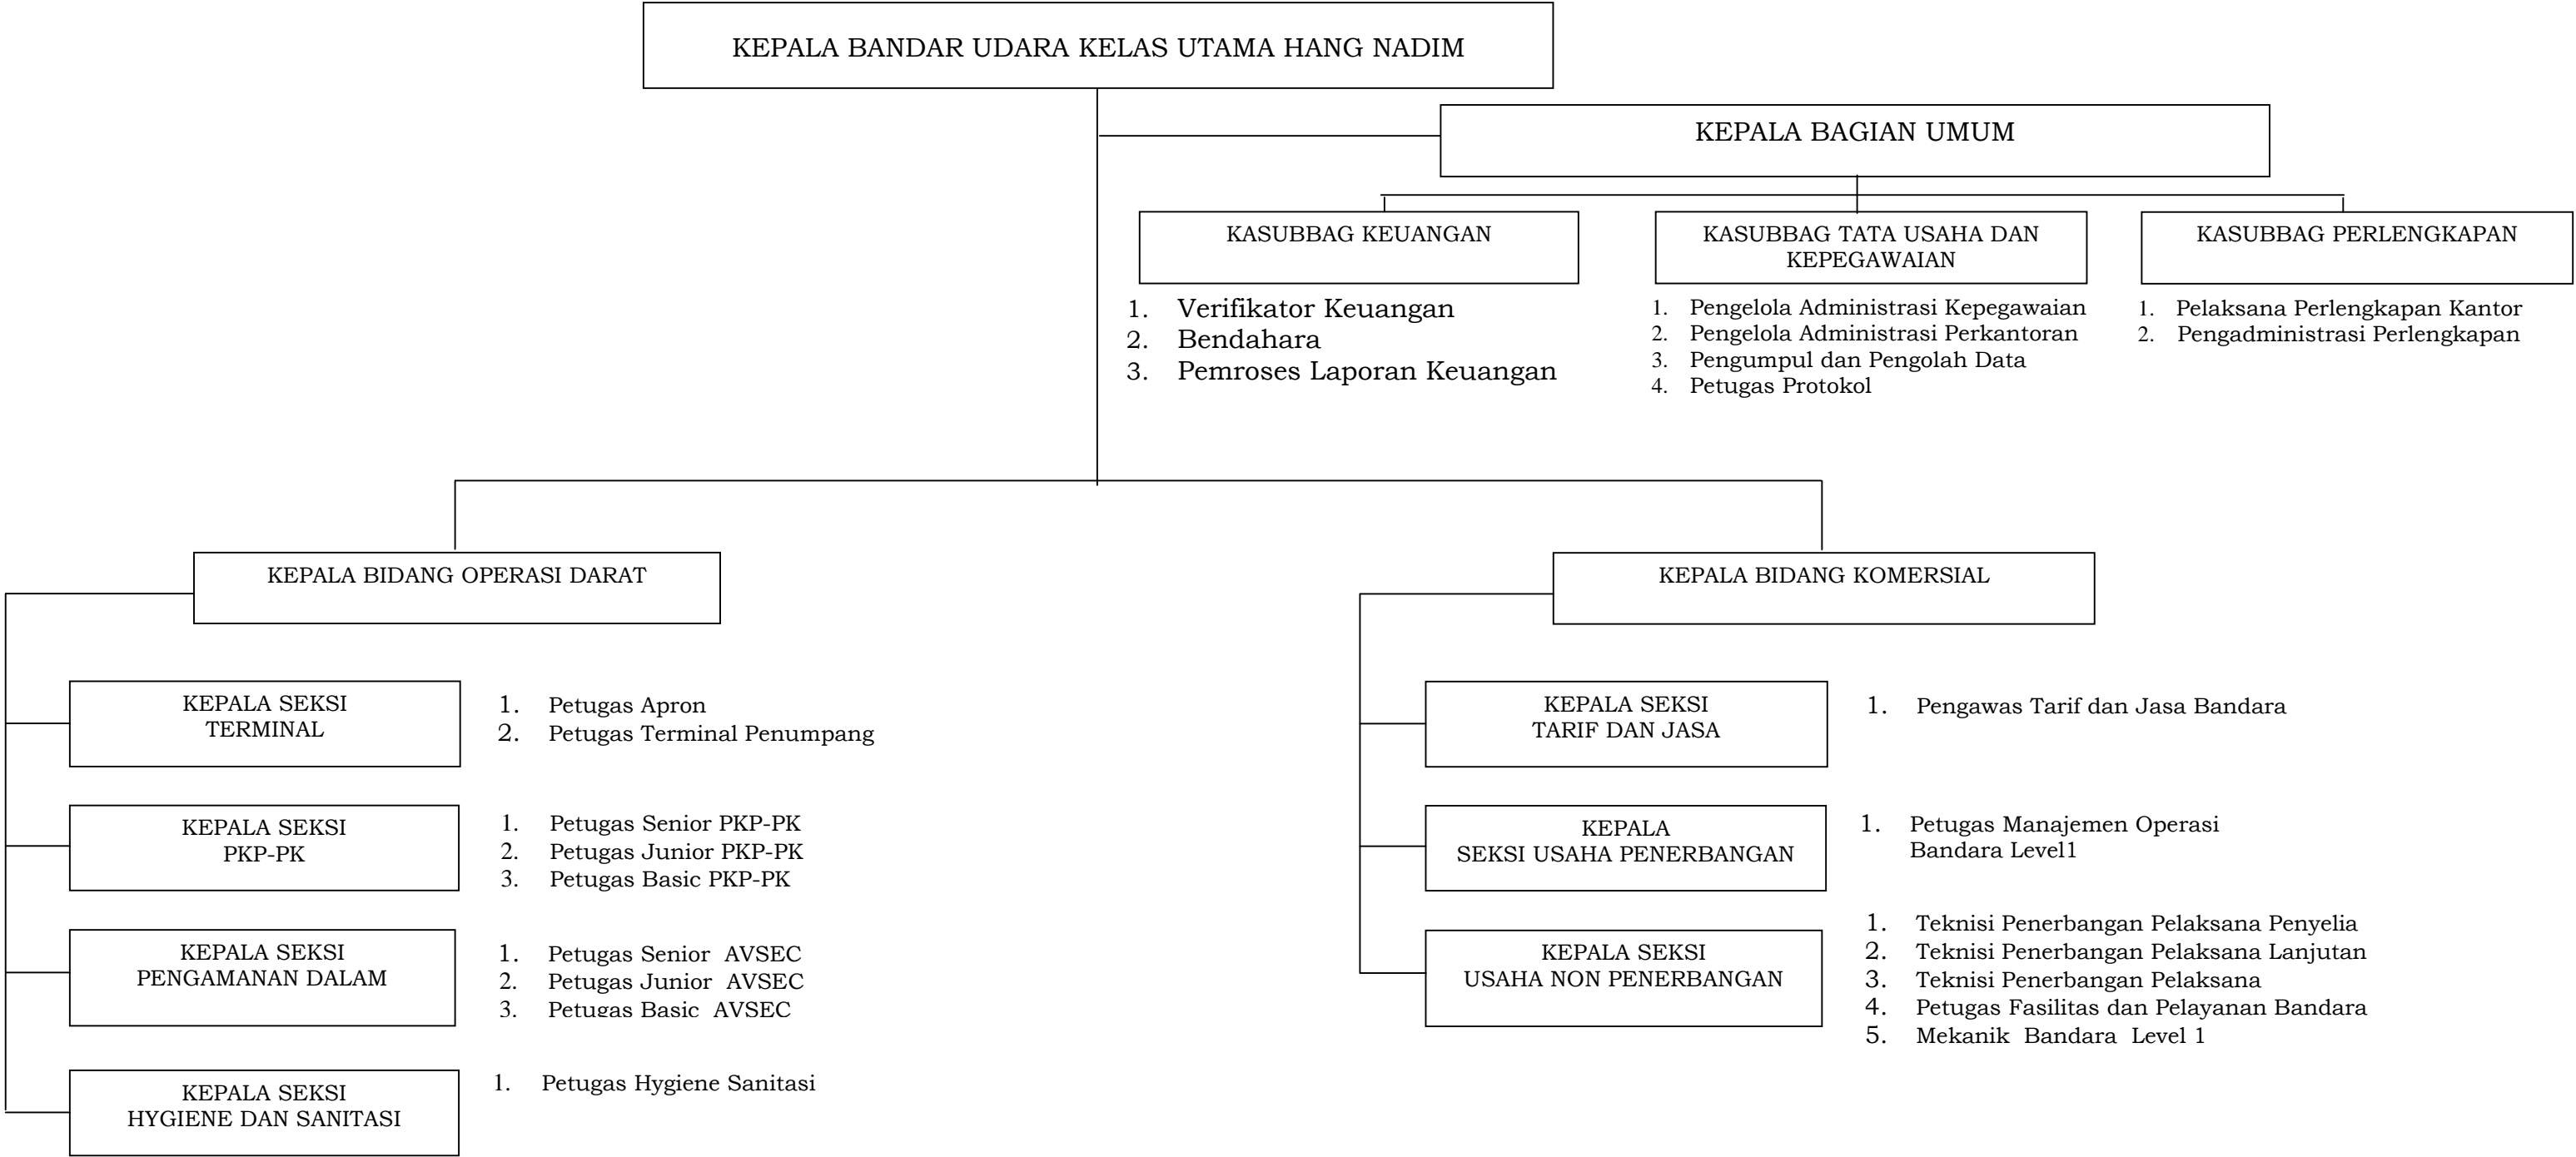 KEPALA BANDAR UDARA KELAS UTAMA HANG NADIM
KEPALA BAGIAN UMUM
KASUBBAG KEUANGAN
1. Verifikator Keuangan
2. Bendahara
3. Pemroses Laporan Keuangan
KASUBBAG TATA USAHA DAN
KEPEGAWAIAN
1. Pengelola Administrasi Kepegawaian
2. Pengelola Administrasi Perkantoran
3. Pengumpul dan Pengolah Data
4. Petugas Protokol
KASUBBAG PERLENGKAPAN
1. Pelaksana Perlengkapan Kantor
2. Pengadministrasi Perlengkapan
KEPALA BIDANG OPERASI DARAT
KEPALA SEKSI
TERMINAL
1. Petugas Apron
2. Petugas Terminal Penumpang
KEPALA SEKSI
PKP-PK
1. Petugas Senior PKP-PK
2. Petugas Junior PKP-PK
3. Petugas Basic PKP-PK
KEPALA SEKSI
PENGAMANAN DALAM
1. Petugas Senior AVSEC
2. Petugas Junior AVSEC
3. Petugas Basic AVSEC
KEPALA SEKSI
HYGIENE DAN SANITASI
1. Petugas Hygiene Sanitasi
KEPALA BIDANG KOMERSIAL
KEPALA SEKSI
TARIF DAN JASA
1. Pengawas Tarif dan Jasa Bandara
KEPALA
SEKSI USAHA PENERBANGAN
1. Petugas Manajemen Operasi
Bandara Level1
KEPALA SEKSI
USAHA NON PENERBANGAN
1. Teknisi Penerbangan Pelaksana Penyelia
2. Teknisi Penerbangan Pelaksana Lanjutan
3. Teknisi Penerbangan Pelaksana
4. Petugas Fasilitas dan Pelayanan Bandara
5. Mekanik Bandara Level 1